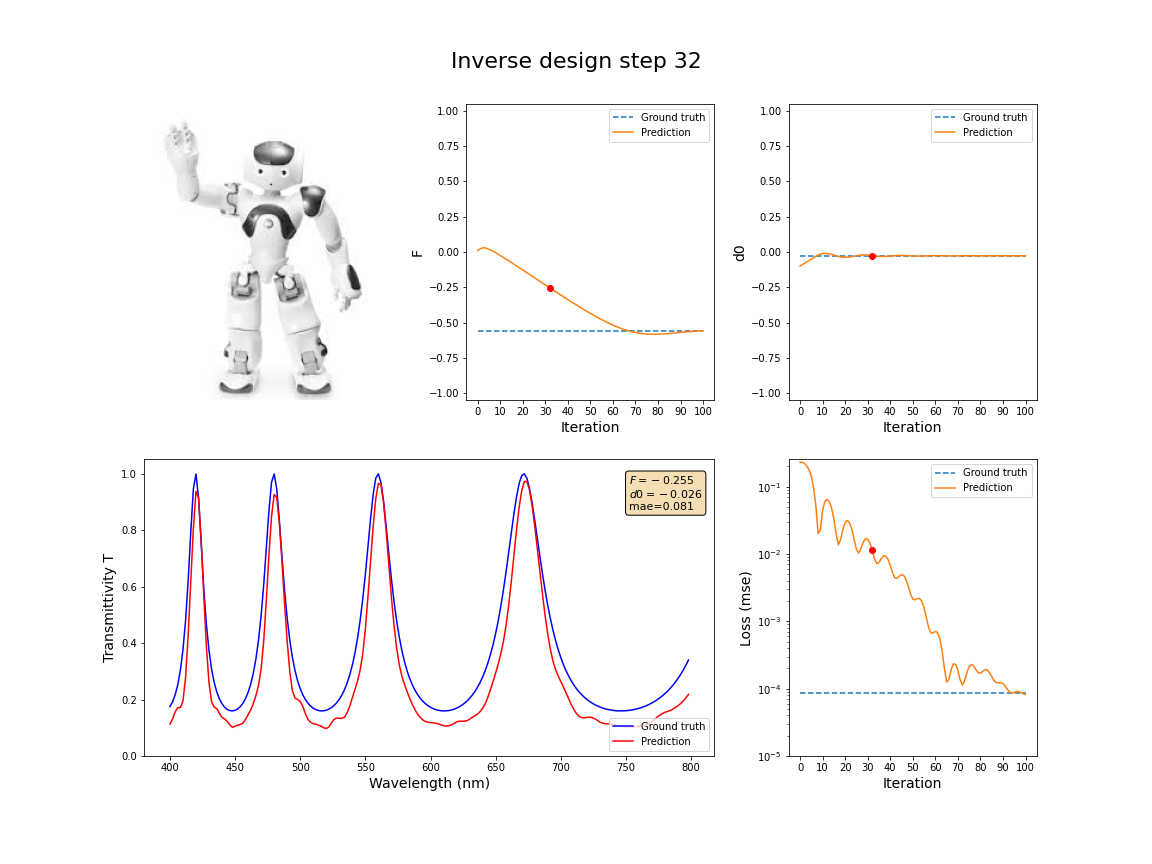 Inverse design step 32
1.00
0.75
0.50
0.25
0.00
−0.25
−0.50
−0.75
−1.00
F
0 10 20 30 40 50 60 70 80 90 100
Iteration
Ground truth
Prediction
1.00
0.75
0.50
0.25
0.00
−0.25
−0.50
−0.75
−1.00
d0
0 10 20 30 40 50 60 70 80 90 100
Iteration
Ground truth
Prediction
1.0
0.8
0.6
0.4
0.2
0.0
Transmittivity T
400 450 500 550 600 650 700 750 800
Wavelength (nm)
F = −0.255
d0 = −0.026
mae=0.081
Ground truth
Prediction
10⁻¹
10⁻²
10⁻³
10⁻⁴
10⁻⁵
Loss (mse)
0 10 20 30 40 50 60 70 80 90 100
Iteration
Ground truth
Prediction